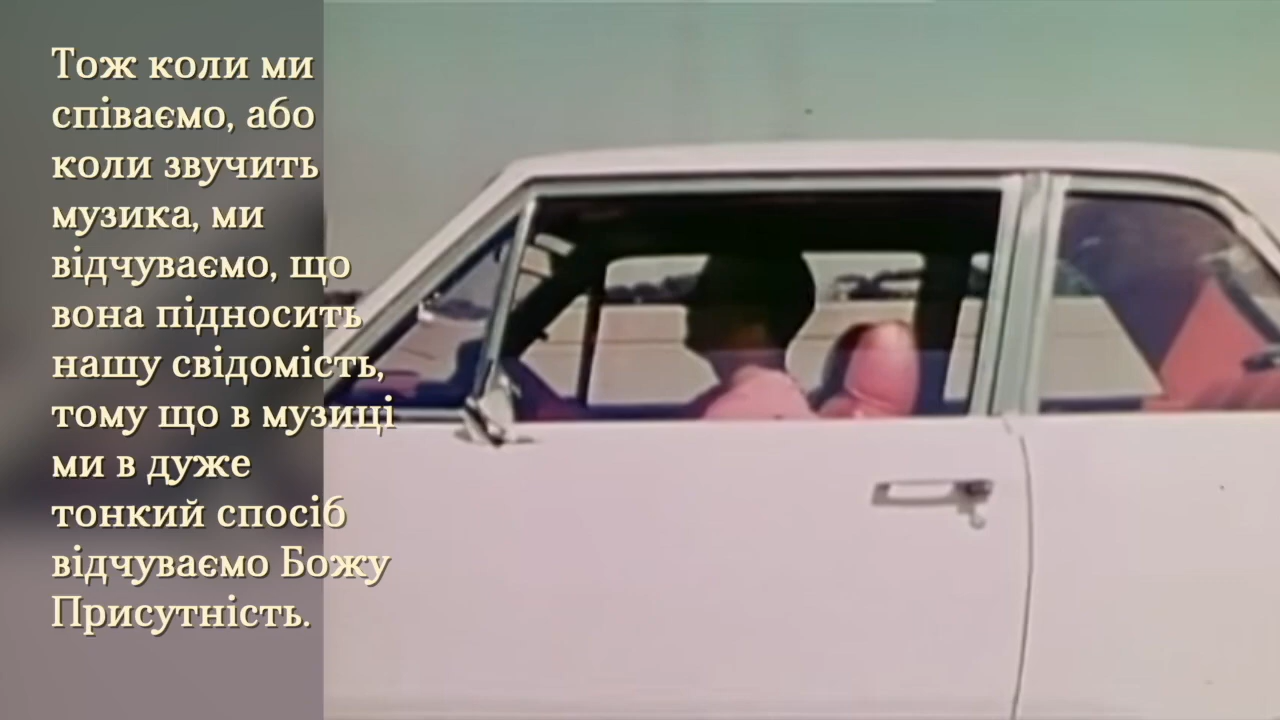 Тож коли ми
співаємо, або
коли звучить
музика, ми
відчуваємо, що
вона підносить
нашу свідомість,
тому що в музиці
ми в дуже
тонкий спосіб
відчуваємо Божу
Присутність.